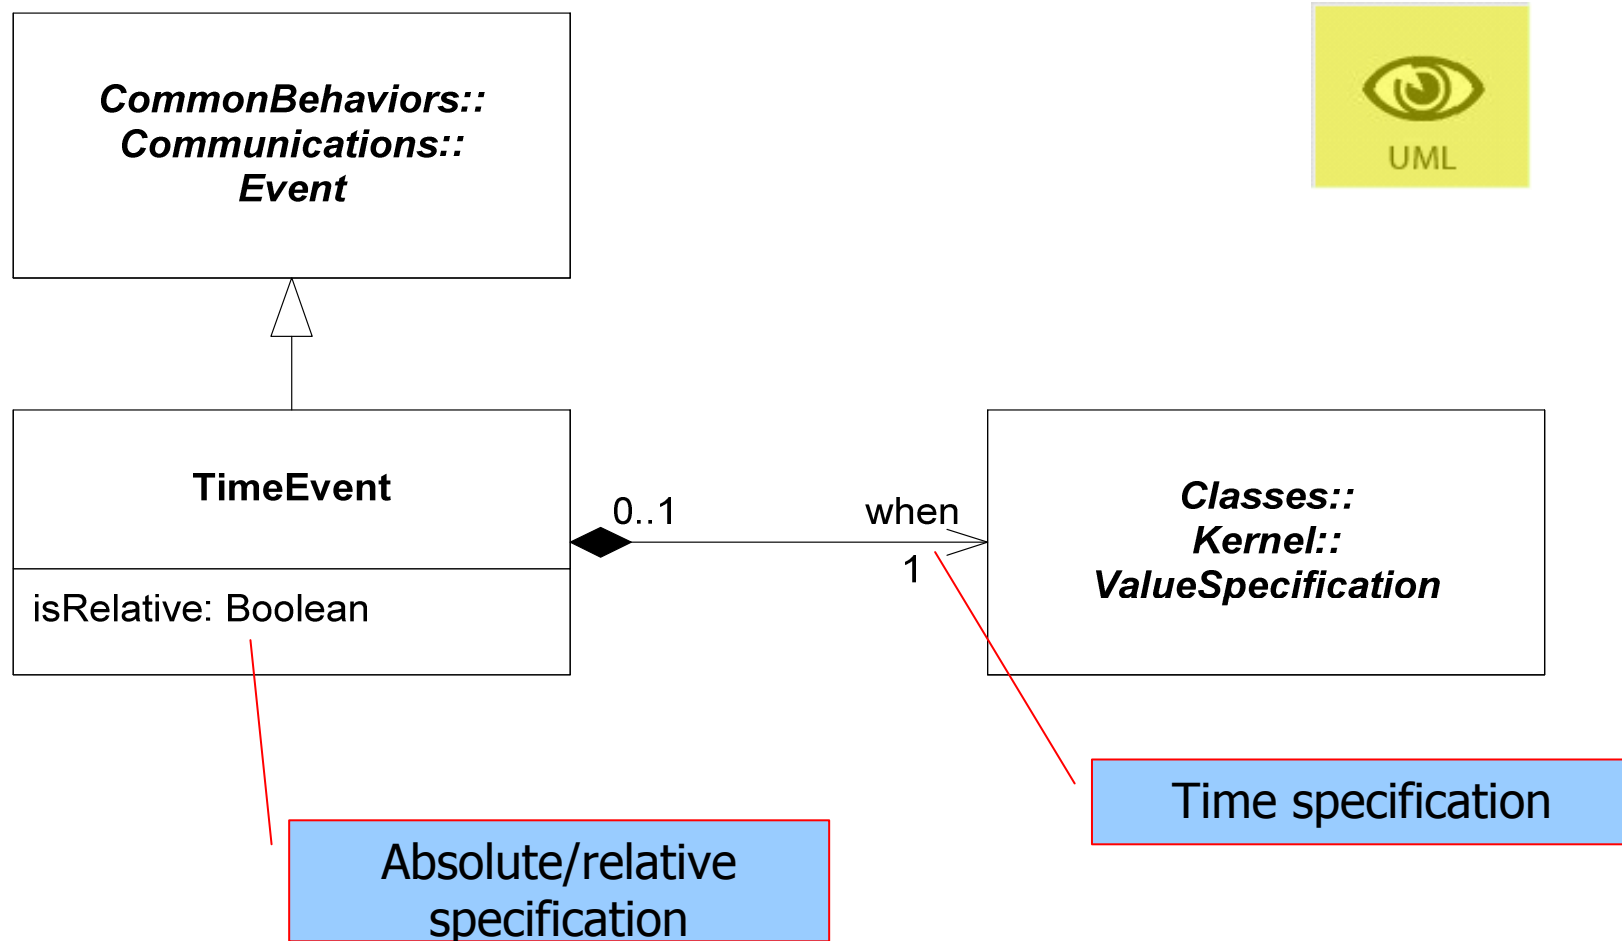 CommonBehaviors::
Communications::
Event
UML
TimeEvent
isRelative: Boolean
0..1
when
1
Classes::
Kernel::
ValueSpecification
Time specification
Absolute/relative
specification